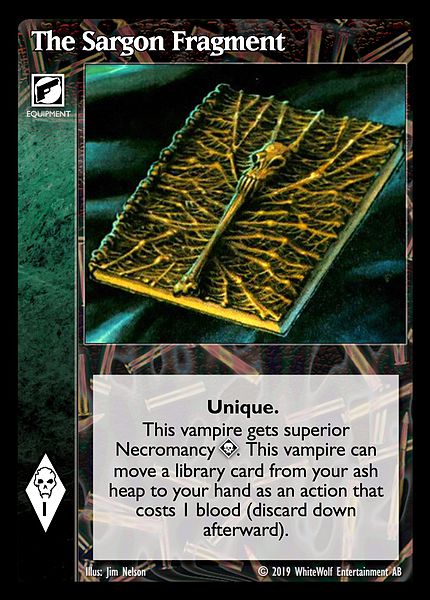 The Sargon Fragment
EQUIPMENT
Unique.
This vampire gets superior
Necromancy. This vampire can
move a library card from your ash
heap to your hand as an action that
costs 1 blood (discard down
afterward).
1
Illus: Jim Nelson
© 2019 WhiteWolf Entertainment AB